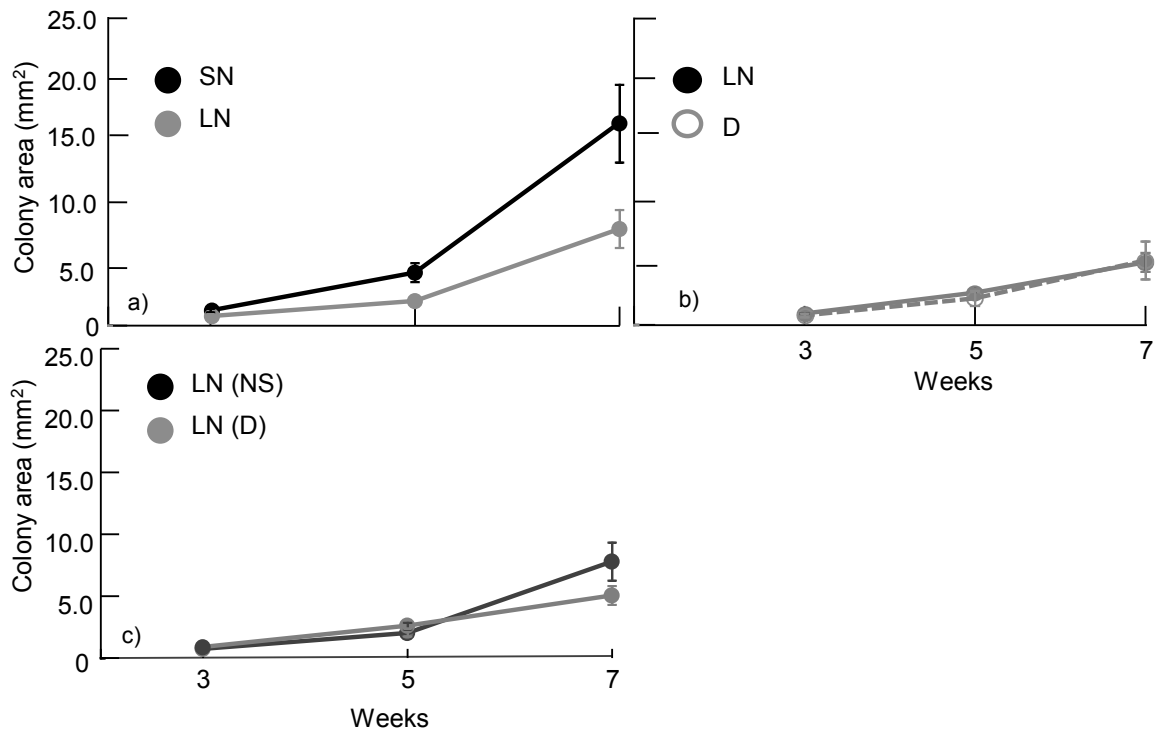 25.0
20.0
15.0
10.0
5.0
0
Colony area (mm²)
SN
LN
a)
LN
D
b)
3 5 7
Weeks
25.0
20.0
15.0
10.0
5.0
0
Colony area (mm²)
LN (NS)
LN (D)
c)
3 5 7
Weeks